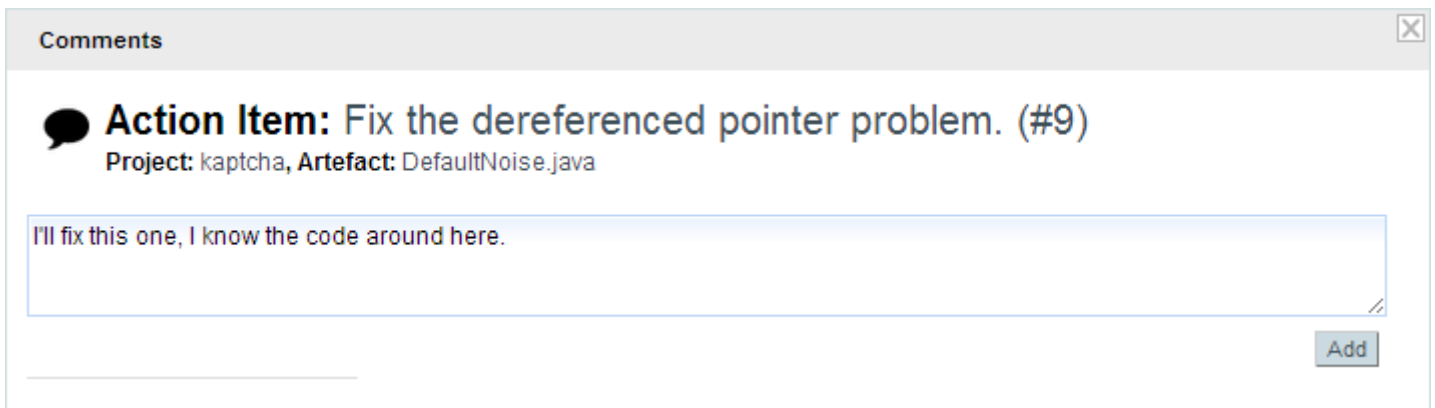 Comments
Action Item: Fix the dereferenced pointer problem. (#9)
Project: kaptcha, Artefact: DefaultNoise.java
I'll fix this one, I know the code around here.
Add